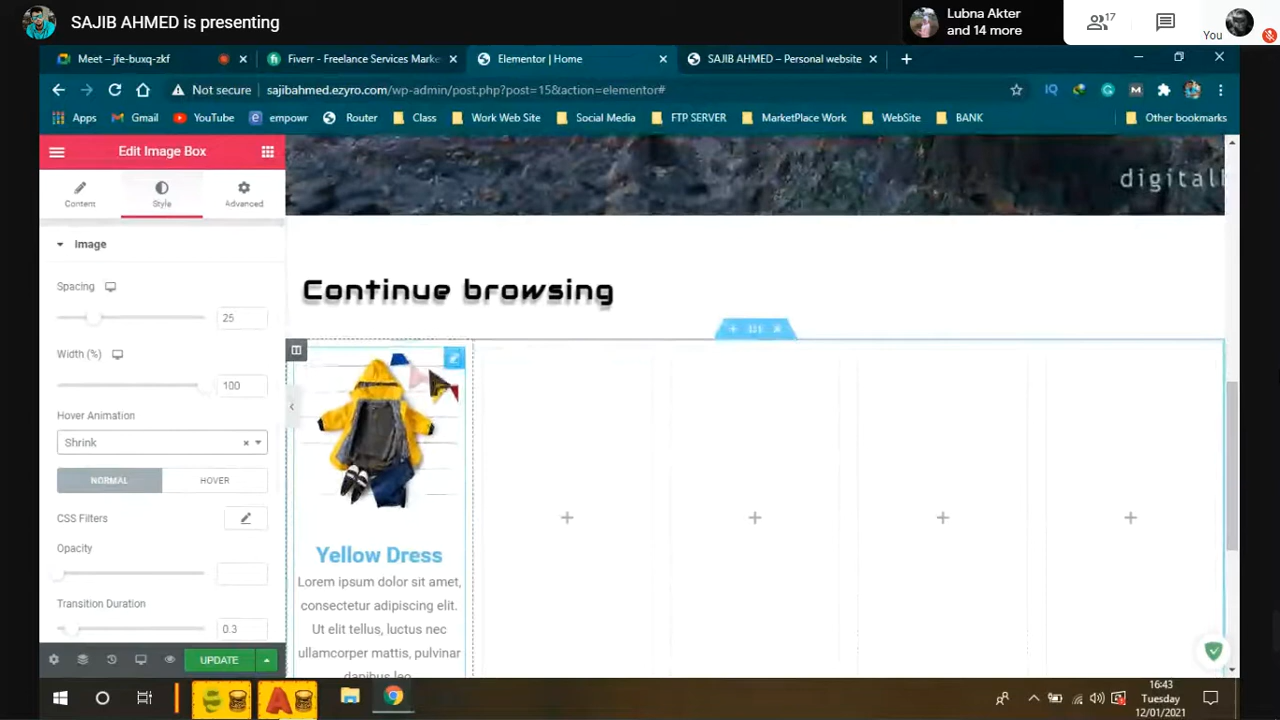 SAJIB AHMED is presenting
Lubna Akter
and 14 more
17
You
Meet – jfe-buxq-zkf
Fiverr - Freelance Services Marke
Elementor | Home
SAJIB AHMED – Personal website
Not secure
sajibahmed.ezyro.com/wp-admin/post.php?post=15&action=elementor#
Apps
Gmail
YouTube
empowr
Router
Class
Work Web Site
Social Media
FTP SERVER
MarketPlace Work
WebSite
BANK
Other bookmarks
Edit Image Box
Content
Style
Advanced
Image
Spacing
25
Width (%)
100
Hover Animation
Shrink
NORMAL
HOVER
CSS Filters
Opacity
Transition Duration
0.3
UPDATE
digitall
Continue browsing
Yellow Dress
Lorem ipsum dolor sit amet,
consectetur adipiscing elit.
Ut elit tellus, luctus nec
ullamcorper mattis, pulvinar
dapibus leo
16:43
Tuesday
12/01/2021